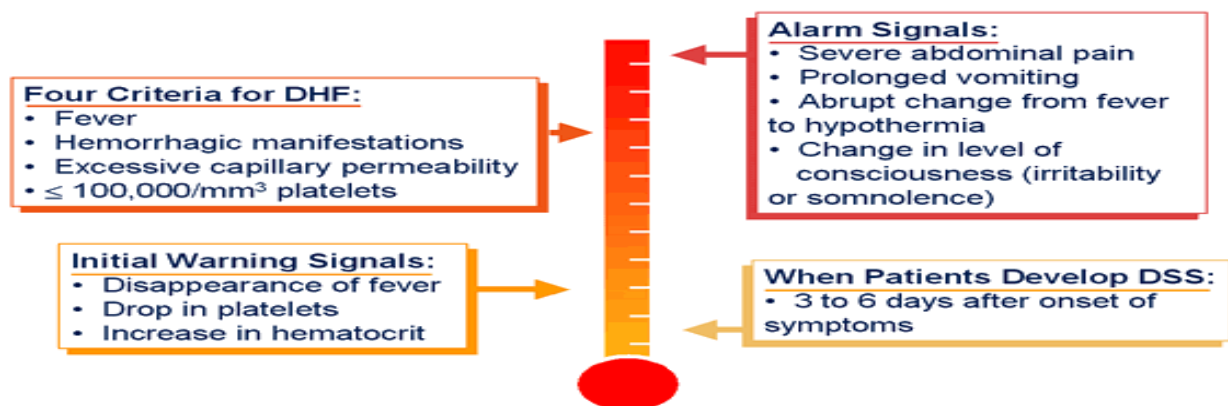 Alarm Signals:
• Severe abdominal pain
• Prolonged vomiting
• Abrupt change from fever
to hypothermia
• Change in level of
consciousness (irritability
or somnolence)
Four Criteria for DHF:
• Fever
• Hemorrhagic manifestations
• Excessive capillary permeability
• ≤ 100,000/mm³ platelets
Initial Warning Signals:
• Disappearance of fever
• Drop in platelets
• Increase in hematocrit
When Patients Develop DSS:
• 3 to 6 days after onset of
symptoms